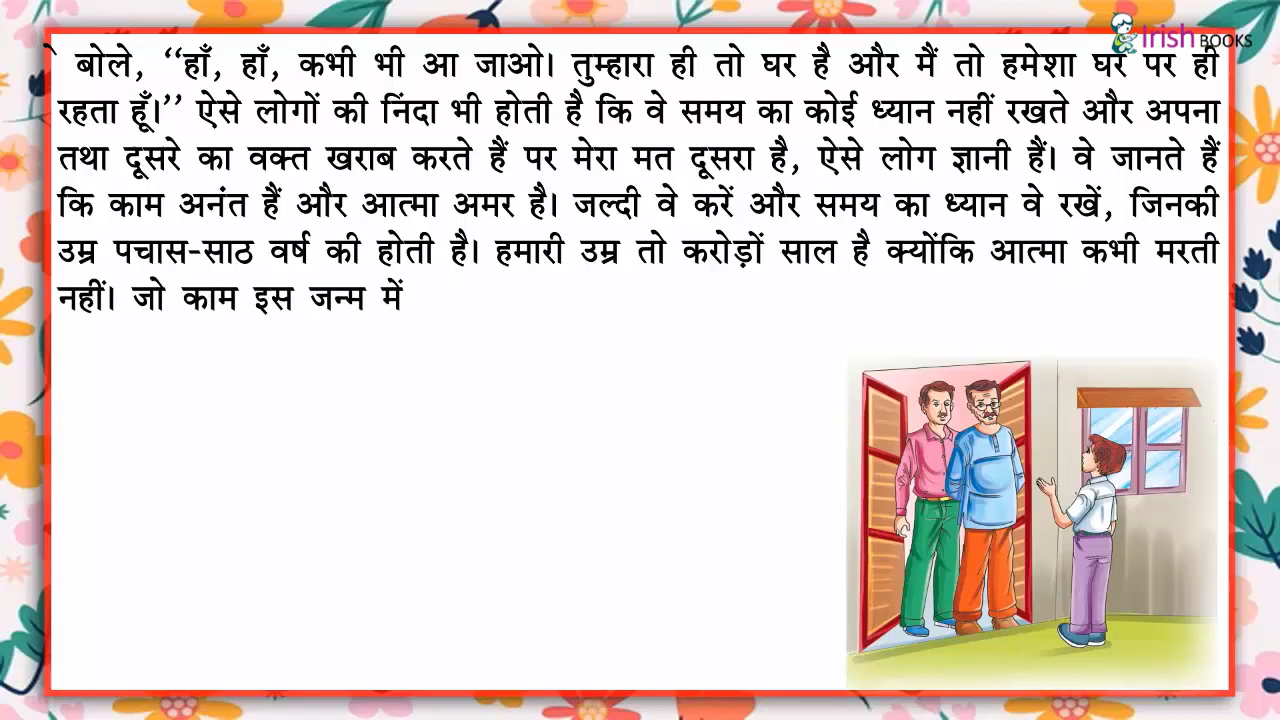 Irish BOOKS
े बोले, ‘‘हाँ, हाँ, कभी भी आ जाओ। तुम्हारा ही तो घर है और मैं तो हमेशा घर पर ही
रहता हूँ।’’ ऐसे लोगों की निंदा भी होती है कि वे समय का कोई ध्यान नहीं रखते और अपना
तथा दूसरे का वक्त खराब करते हैं पर मेरा मत दूसरा है, ऐसे लोग ज्ञानी हैं। वे जानते हैं
कि काम अनंत हैं और आत्मा अमर है। जल्दी वे करें और समय का ध्यान वे रखें, जिनकी
उम्र पचास-साठ वर्ष की होती है। हमारी उम्र तो करोड़ों साल है क्योंकि आत्मा कभी मरती
नहीं। जो काम इस जन्म में